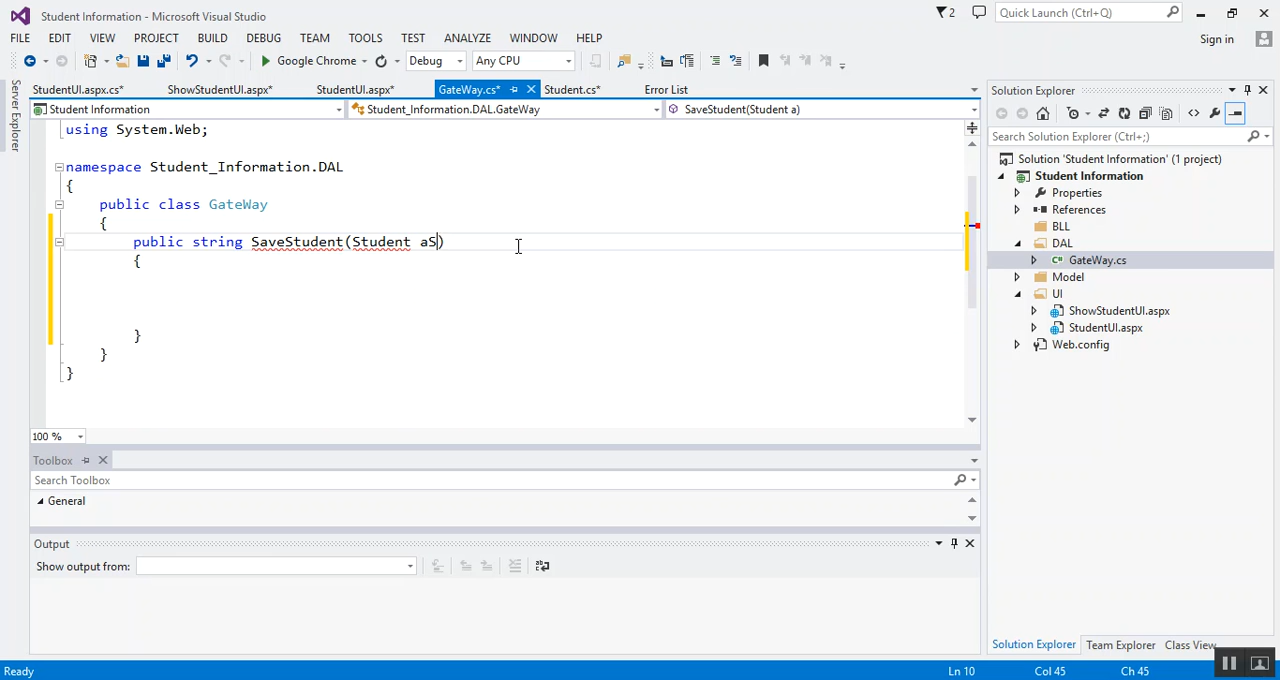 Student Information - Microsoft Visual Studio
2
Quick Launch (Ctrl+Q)
FILE EDIT VIEW PROJECT BUILD DEBUG TEAM TOOLS TEST ANALYZE WINDOW HELP
Sign in
Google Chrome Debug Any CPU
Server Explorer
StudentUI.aspx.cs* ShowStudentUI.aspx* StudentUI.aspx* GateWay.cs* Student.cs* Error List
Student Information Student_Information.DAL.GateWay SaveStudent(Student a)
using System.Web;
namespace Student_Information.DAL
{
public class GateWay
{
public string SaveStudent(Student aS)
{
}
}
}
100 %
Toolbox
Search Toolbox
General
Output
Show output from:
Solution Explorer
Search Solution Explorer (Ctrl+;)
Solution 'Student Information' (1 project)
Student Information
Properties
References
BLL
DAL
C# GateWay.cs
Model
UI
ShowStudentUI.aspx
StudentUI.aspx
Web.config
Solution Explorer Team Explorer Class View
Ready Ln 10 Col 45 Ch 45